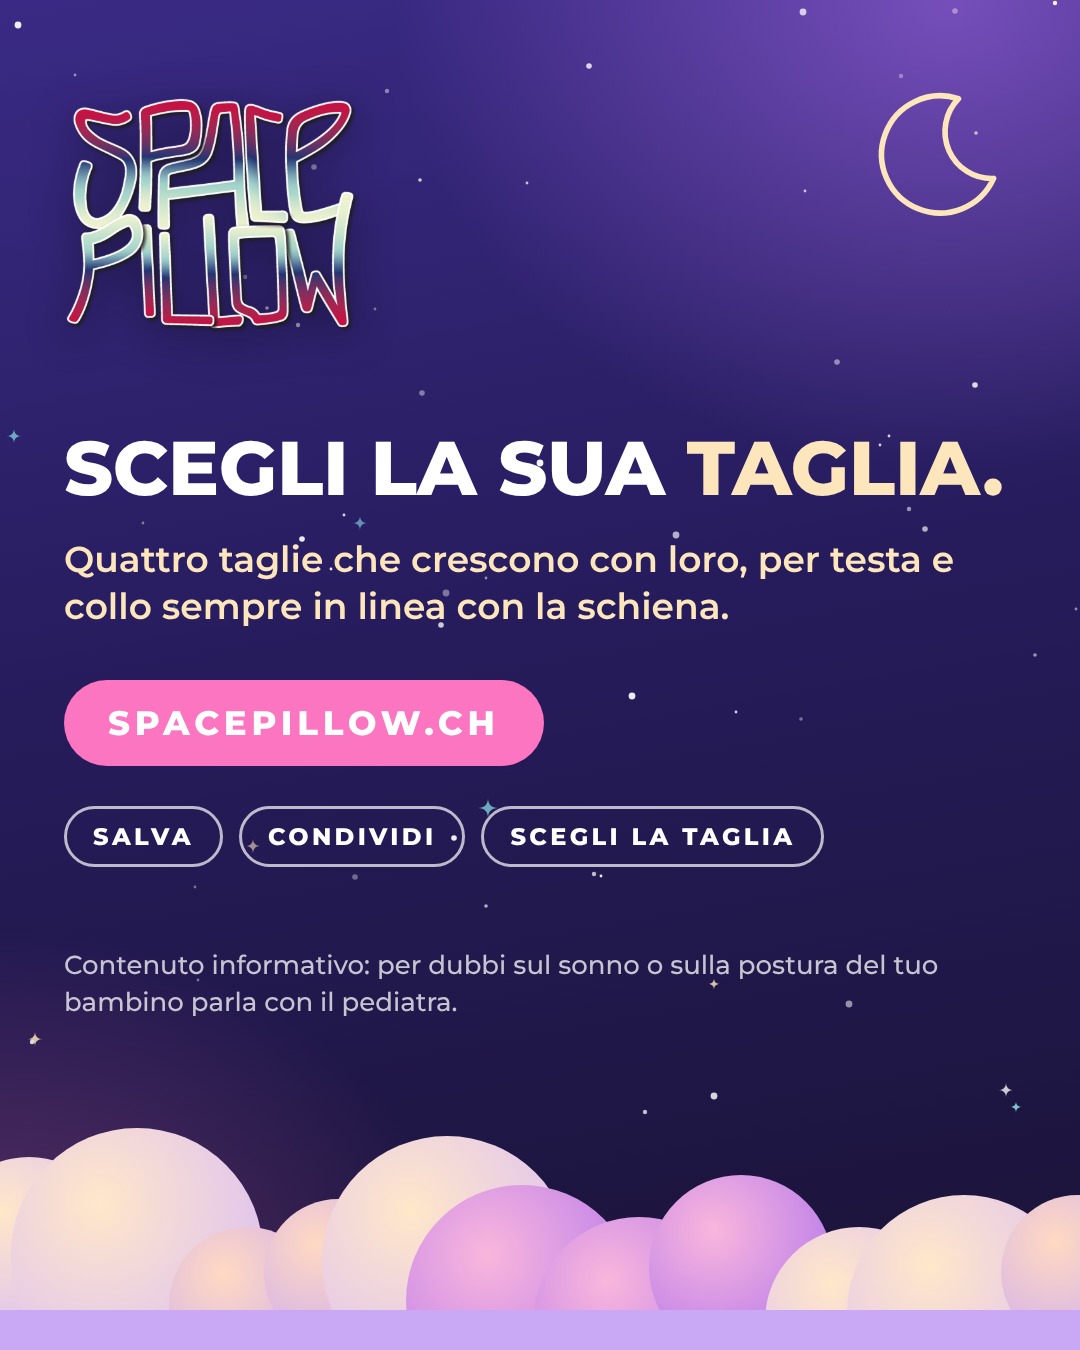 SPACE
PILLOW
SCEGLI LA SUA TAGLIA.
Quattro taglie che crescono con loro, per testa e
collo sempre in linea con la schiena.
SPACEPILLOW.CH
SALVA
CONDIVIDI
SCEGLI LA TAGLIA
Contenuto informativo: per dubbi sul sonno o sulla postura del tuo
bambino parla con il pediatra.